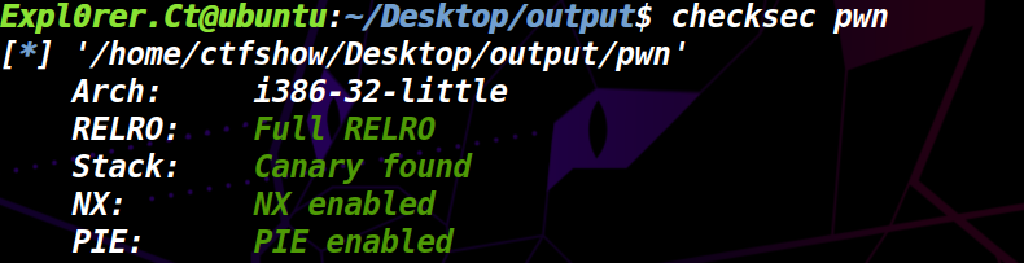 Expl0rer.Ct@ubuntu:~/Desktop/output$ checksec pwn
[*] '/home/ctfshow/Desktop/output/pwn'
Arch: i386-32-little
RELRO: Full RELRO
Stack: Canary found
NX: NX enabled
PIE: PIE enabled